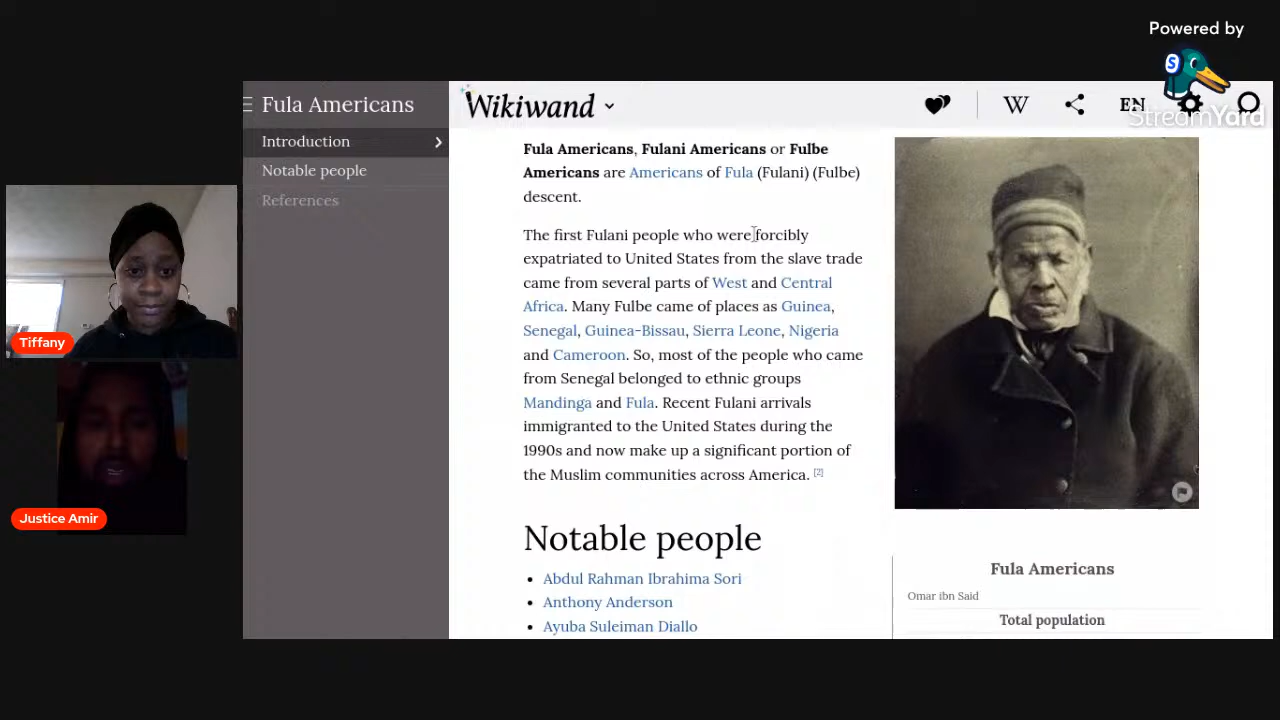 Powered by
StreamYard
Fula Americans
Introduction
Notable people
References
Wikiwand
W
EN
Fula Americans, Fulani Americans or Fulbe
Americans are Americans of Fula (Fulani) (Fulbe)
descent.
The first Fulani people who were forcibly
expatriated to United States from the slave trade
came from several parts of West and Central
Africa. Many Fulbe came of places as Guinea,
Senegal, Guinea-Bissau, Sierra Leone, Nigeria
and Cameroon. So, most of the people who came
from Senegal belonged to ethnic groups
Mandinga and Fula. Recent Fulani arrivals
immigrated to the United States during the
1990s and now make up a significant portion of
the Muslim communities across America. [2]
Notable people
• Abdul Rahman Ibrahima Sori
• Anthony Anderson
• Ayuba Suleiman Diallo
Fula Americans
Omar ibn Said
Total population
Tiffany
Justice Amir
S